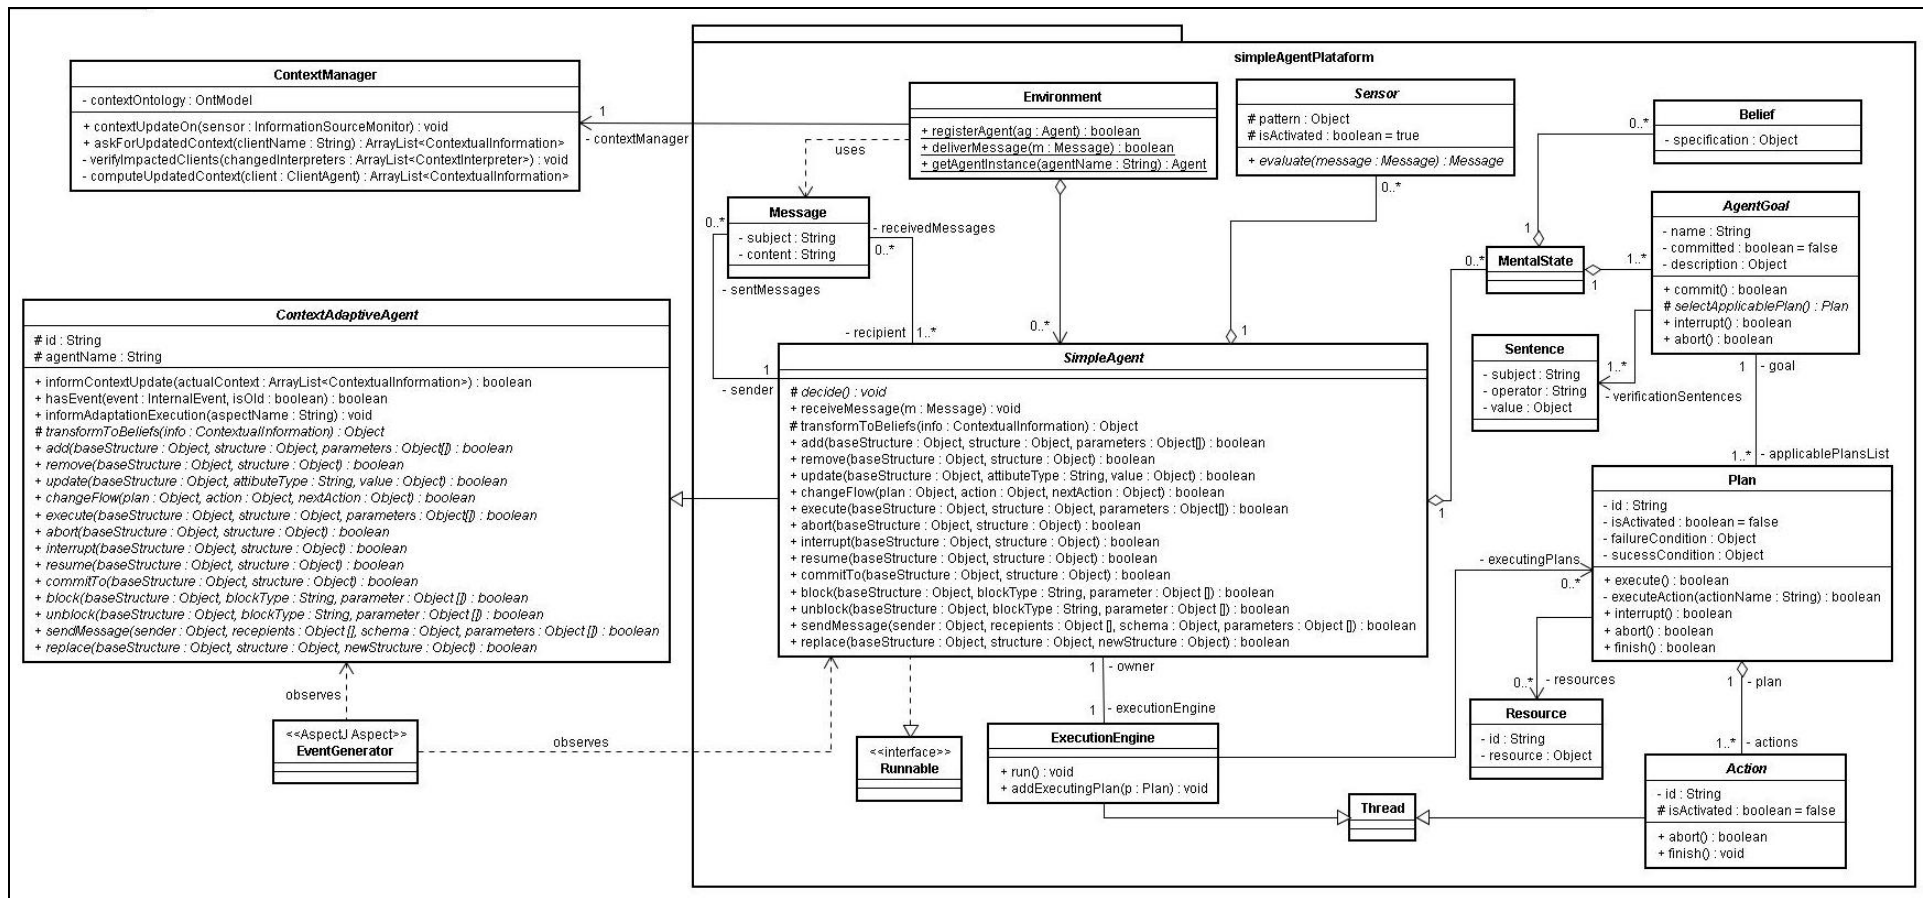 simpleAgentPlataform
ContextManager
- contextOntology : OntModel
+ contextUpdateOn(sensor : InformationSourceMonitor) : void
+ askForUpdatedContext(clientName : String) : ArrayList<ContextualInformation>
- verifyImpactedClients(changedInterpreters : ArrayList<ContextInterpreter>) : void
- computeUpdatedContext(client : ClientAgent) : ArrayList<ContextualInformation>
1
- contextManager
Environment
+ registerAgent(ag : Agent) : boolean
+ deliverMessage(m : Message) : boolean
+ getAgentInstance(agentName : String) : Agent
uses
Sensor
# pattern : Object
# isActivated : boolean = true
+ evaluate(message : Message) : Message
0..*
Belief
- specification : Object
0..*
Message
- subject : String
- content : String
0..*
- receivedMessages
0..*
- sentMessages
AgentGoal
- name : String
- committed : boolean = false
- description : Object
+ commit() : boolean
# selectApplicablePlan() : Plan
+ interrupt() : boolean
+ abort() : boolean
1
MentalState
0..*
1..*
1
Sentence
- subject : String
- operator : String
- value : Object
1..*
- verificationSentences
1
- goal
1..*
- applicablePlansList
ContextAdaptiveAgent
# id : String
# agentName : String
+ informContextUpdate(actualContext : ArrayList<ContextualInformation>) : boolean
+ hasEvent(event : InternalEvent, isOld : boolean) : boolean
+ informAdaptationExecution(aspectName : String) : void
# transformToBeliefs(info : ContextualInformation) : Object
+ add(baseStructure : Object, structure : Object, parameters : Object[]) : boolean
+ remove(baseStructure : Object, structure : Object) : boolean
+ update(baseStructure : Object, attibuteType : String, value : Object) : boolean
+ changeFlow(plan : Object, action : Object, nextAction : Object) : boolean
+ execute(baseStructure : Object, structure : Object, parameters : Object[]) : boolean
+ abort(baseStructure : Object, structure : Object) : boolean
+ interrupt(baseStructure : Object, structure : Object) : boolean
+ resume(baseStructure : Object, structure : Object) : boolean
+ commitTo(baseStructure : Object, structure : Object) : boolean
+ block(baseStructure : Object, blockType : String, parameter : Object []) : boolean
+ unblock(baseStructure : Object, blockType : String, parameter : Object []) : boolean
+ sendMessage(sender : Object, recepients : Object [], schema : Object, parameters : Object []) : boolean
+ replace(baseStructure : Object, structure : Object, newStructure : Object) : boolean
- recipient
1..*
0..*
1
1
- sender
SimpleAgent
# decide() : void
+ receiveMessage(m : Message) : void
# transformToBeliefs(info : ContextualInformation) : Object
+ add(baseStructure : Object, structure : Object, parameters : Object[]) : boolean
+ remove(baseStructure : Object, structure : Object) : boolean
+ update(baseStructure : Object, attibuteType : String, value : Object) : boolean
+ changeFlow(plan : Object, action : Object, nextAction : Object) : boolean
+ execute(baseStructure : Object, structure : Object, parameters : Object[]) : boolean
+ abort(baseStructure : Object, structure : Object) : boolean
+ interrupt(baseStructure : Object, structure : Object) : boolean
+ resume(baseStructure : Object, structure : Object) : boolean
+ commitTo(baseStructure : Object, structure : Object) : boolean
+ block(baseStructure : Object, blockType : String, parameter : Object []) : boolean
+ unblock(baseStructure : Object, blockType : String, parameter : Object []) : boolean
+ sendMessage(sender : Object, recepients : Object [], schema : Object, parameters : Object []) : boolean
+ replace(baseStructure : Object, structure : Object, newStructure : Object) : boolean
1
Plan
- id : String
- isActivated : boolean = false
- failureCondition : Object
- sucessCondition : Object
+ execute() : boolean
- executeAction(actionName : String) : boolean
+ interrupt() : boolean
+ abort() : boolean
+ finish() : boolean
- executingPlans
0..*
observes
<<AspectJ Aspect>>
EventGenerator
observes
<<interface>>
Runnable
1
- owner
1
- executionEngine
ExecutionEngine
+ run() : void
+ addExecutingPlan(p : Plan) : void
0..*
- resources
Resource
- id : String
- resource : Object
1
- plan
1..*
- actions
Thread
Action
- id : String
# isActivated : boolean = false
+ abort() : boolean
+ finish() : void